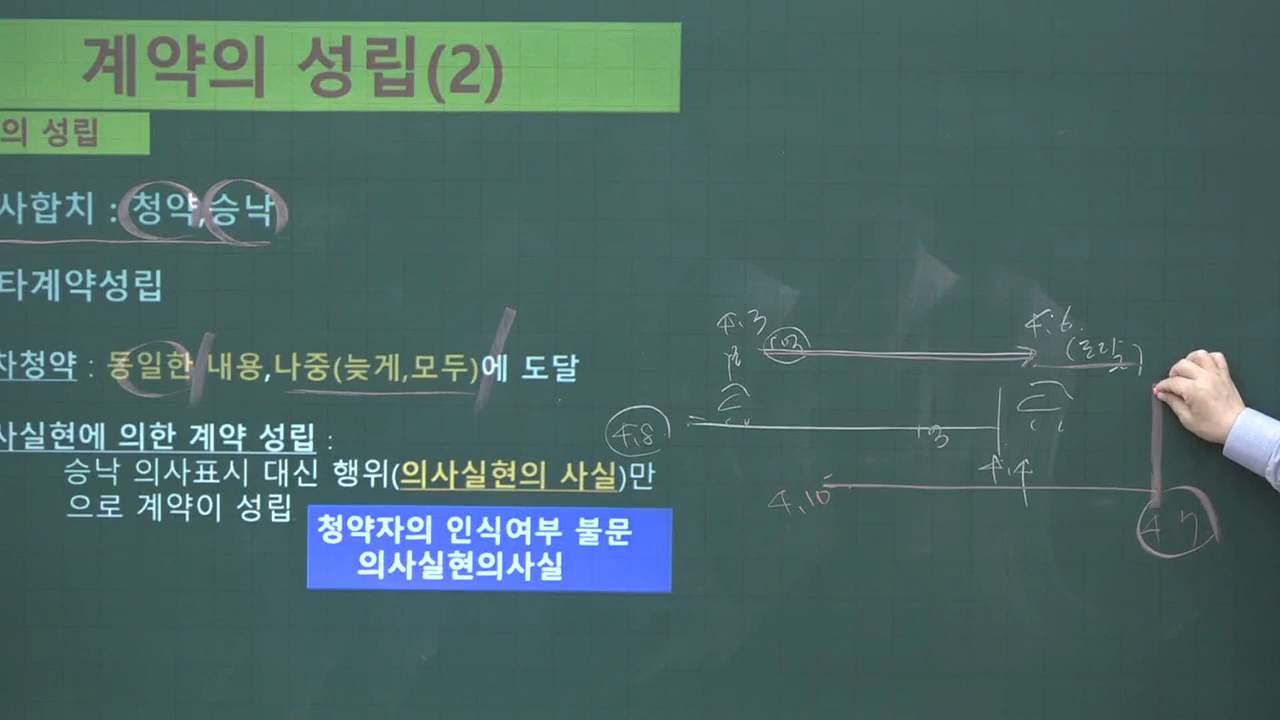 계약의 성립(2)
의 성립
사합치 : 청약,승낙
타계약성립
차청약 : 동일한 내용,나중(늦게,모두)에 도달
사실현에 의한 계약 성립 :
승낙 의사표시 대신 행위(의사실현의 사실)만
으로 계약이 성립
청약자의 인식여부 불문
의사실현의사실
4.3
4.6.
4.8
4.4
4.10
4.7